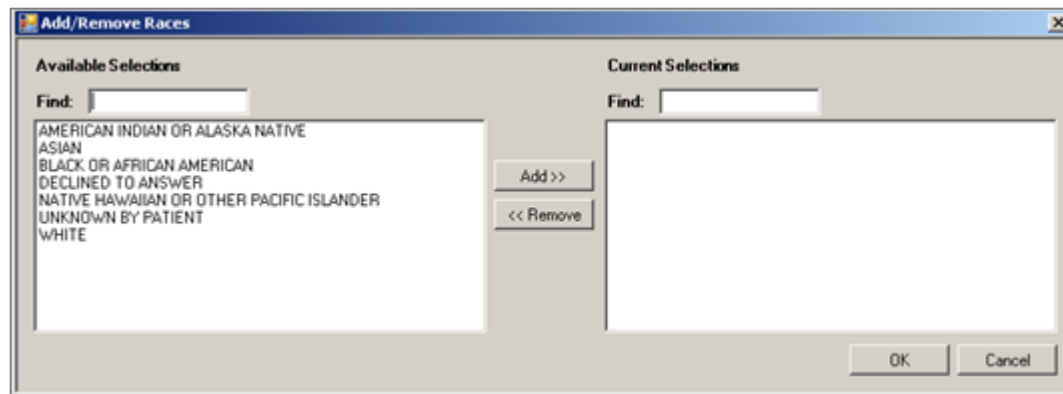 Add/Remove Races
Available Selections
Find:
AMERICAN INDIAN OR ALASKA NATIVE
ASIAN
BLACK OR AFRICAN AMERICAN
DECLINED TO ANSWER
NATIVE HAWAIIAN OR OTHER PACIFIC ISLANDER
UNKNOWN BY PATIENT
WHITE
Add >>
<< Remove
Current Selections
Find:
OK
Cancel